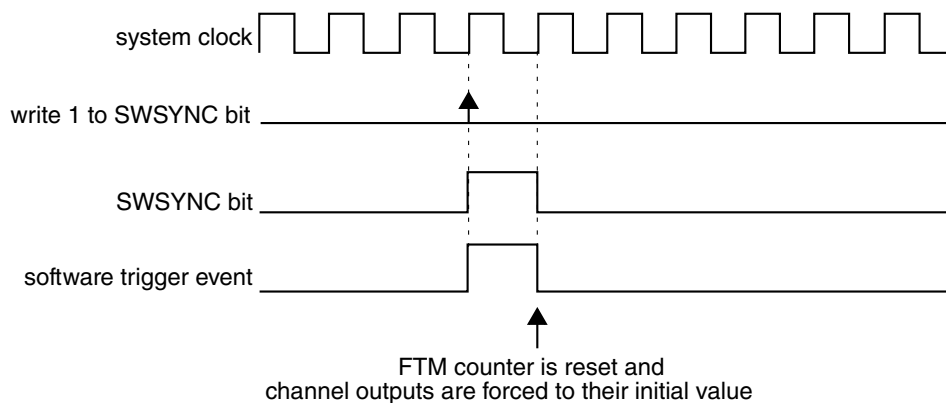 system clock
write 1 to SWSYNC bit
SWSYNC bit
software trigger event
FTM counter is reset and
channel outputs are forced to their initial value